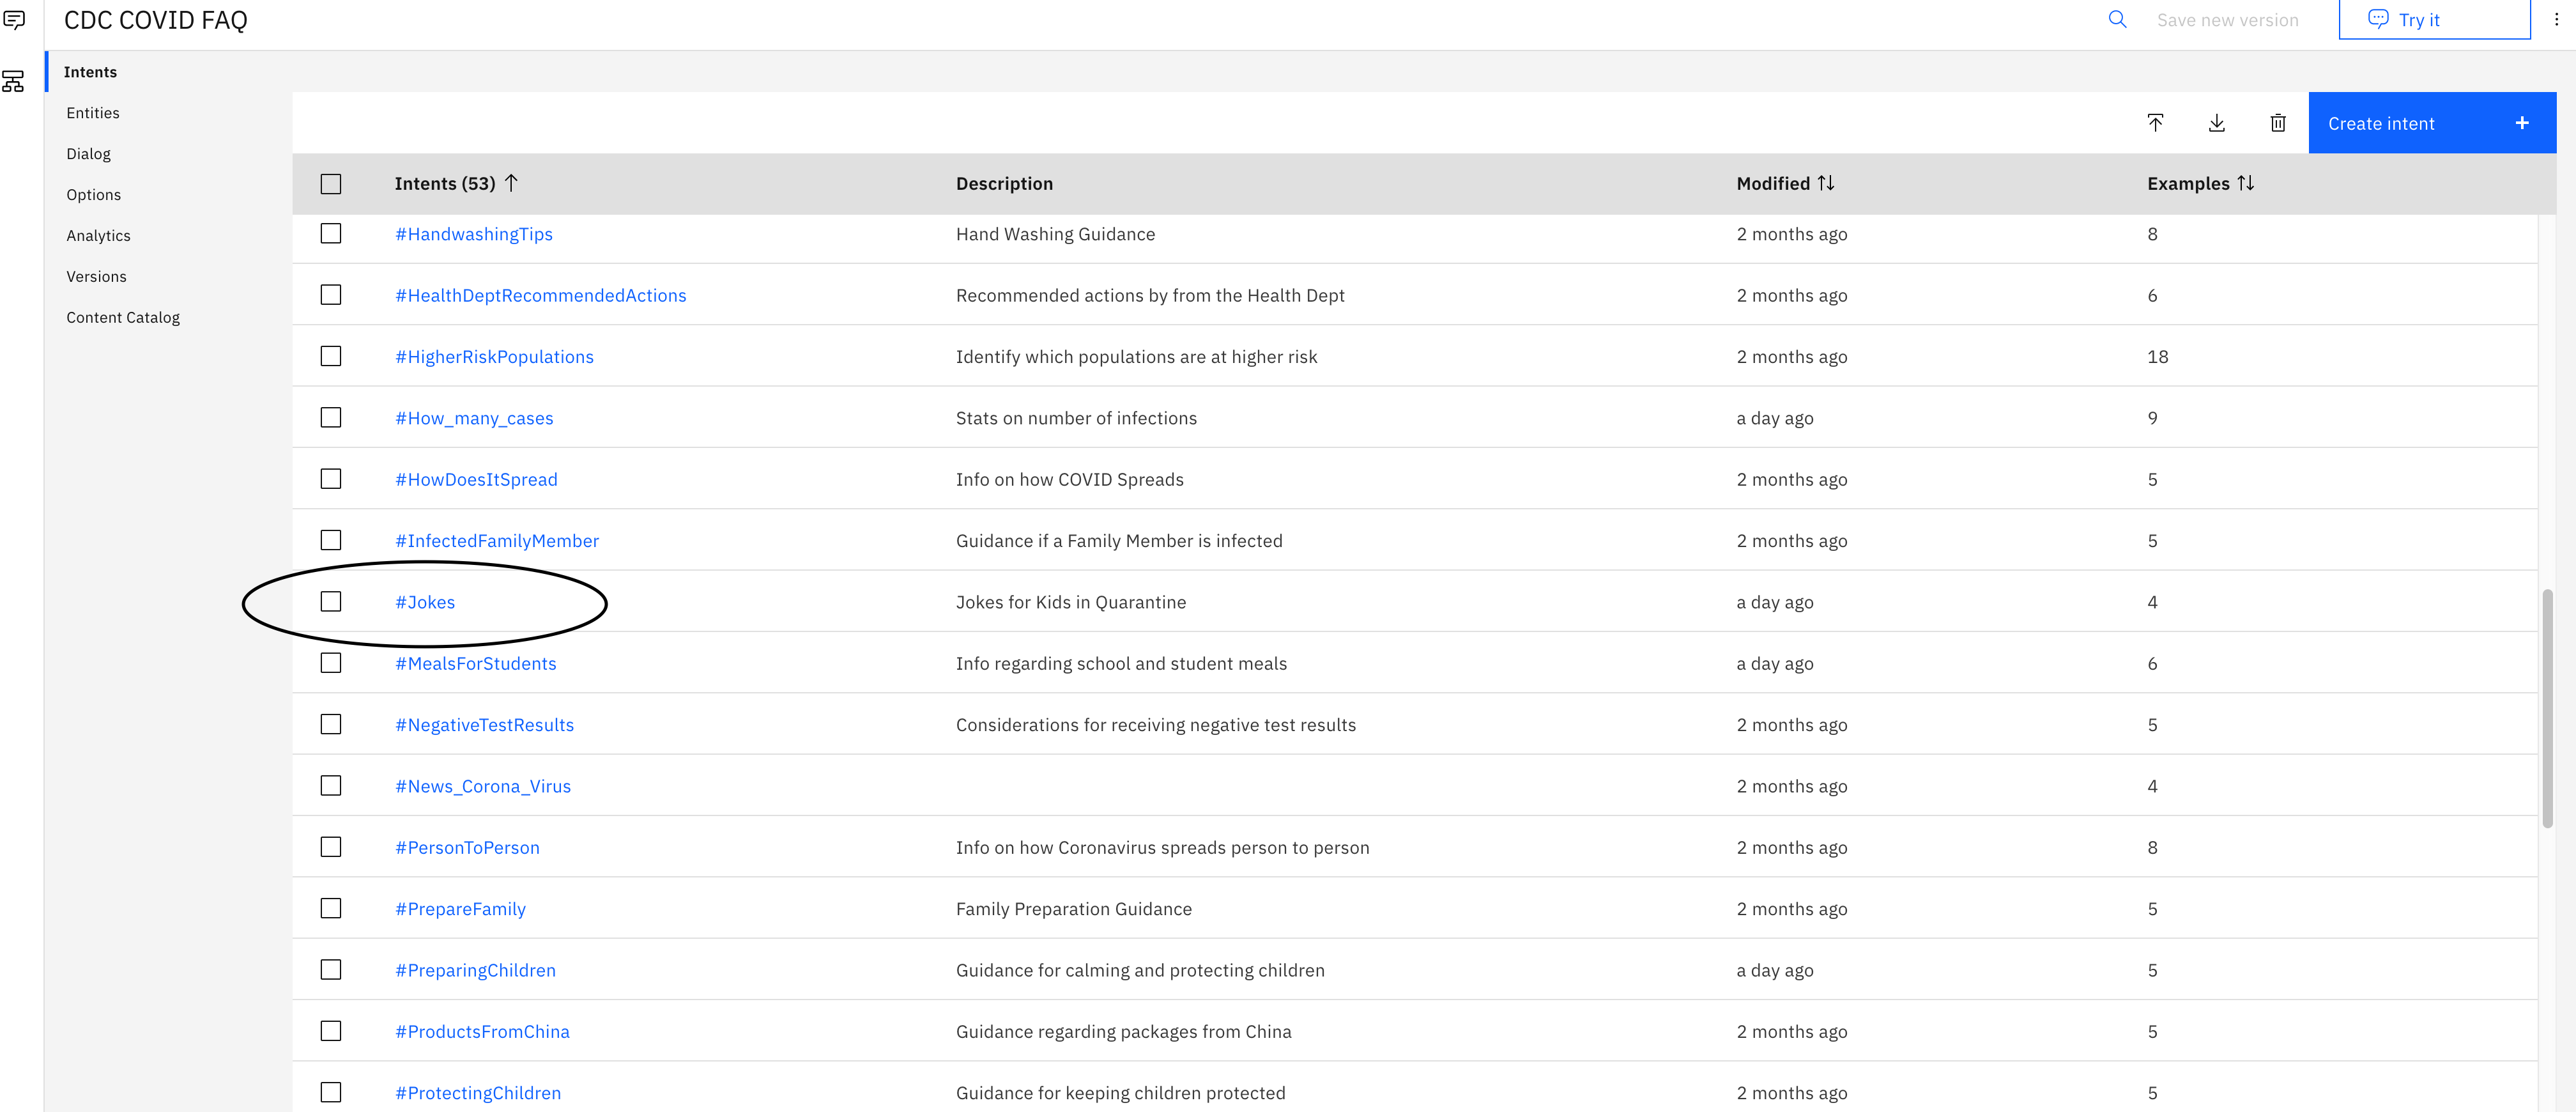 CDC COVID FAQ
Save new version
Try it
Intents
Entities
Dialog
Options
Analytics
Versions
Content Catalog
Create intent +
Intents (53) Description Modified Examples
#HandwashingTips Hand Washing Guidance 2 months ago 8
#HealthDeptRecommendedActions Recommended actions by from the Health Dept 2 months ago 6
#HigherRiskPopulations Identify which populations are at higher risk 2 months ago 18
#How_many_cases Stats on number of infections a day ago 9
#HowDoesItSpread Info on how COVID Spreads 2 months ago 5
#InfectedFamilyMember Guidance if a Family Member is infected 2 months ago 5
#Jokes Jokes for Kids in Quarantine a day ago 4
#MealsForStudents Info regarding school and student meals a day ago 6
#NegativeTestResults Considerations for receiving negative test results 2 months ago 5
#News_Corona_Virus 2 months ago 4
#PersonToPerson Info on how Coronavirus spreads person to person 2 months ago 8
#PrepareFamily Family Preparation Guidance 2 months ago 5
#PreparingChildren Guidance for calming and protecting children a day ago 5
#ProductsFromChina Guidance regarding packages from China 2 months ago 5
#ProtectingChildren Guidance for keeping children protected 2 months ago 5